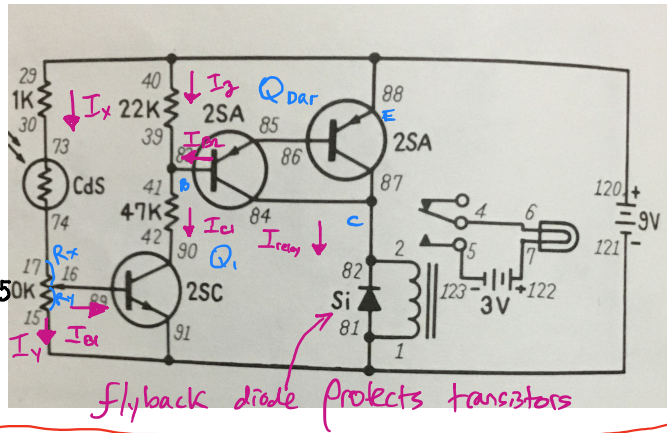 29
1K
30
73
CdS
74
Ix
17
16
Rx
50K
Ry
15
Iy
89
IB1
40
22K
39
Iz
2SA
IB2
B
41
47K
42
90
IC1
Q1
2SC
91
QDar
85
86
84
88
E
2SA
87
C
Irelay
82
Si
81
2
1
4
5
6
7
123
3V
122
120
+
9V
121
-
flyback diode protects transistors